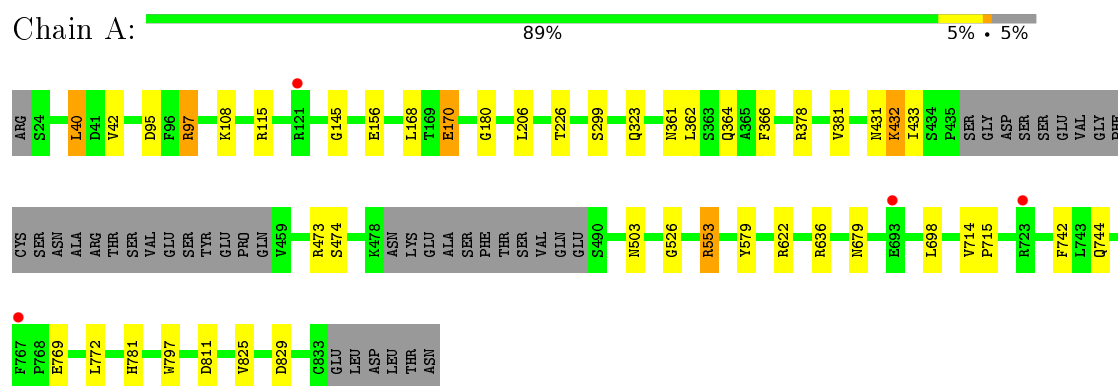 Chain A:
89% 5% • 5%
ARG S24 L40 D41 V42 D95 F96 R97 K108 R115 R121 G145 E156 L168 T169 E170 G180 L206 T226 S299 Q323 N361 L362 S363 Q364 A365 F366 R378 V381 N431 K432 I433 S434 P435 SER GLY ASP SER SER GLU VAL GLY PHE
CYS SER ASN ALA ARG THR SER VAL GLU SER TYR GLU PRO GLN V459 R473 S474 K478 ASN LYS GLU ALA SER PHE THR SER VAL GLN GLU S490 N503 G526 R553 Y579 R622 R636 N679 E693 L698 V714 P715 R723 F742 L743 Q744
F767 P768 E769 L772 H781 W797 D811 V825 D829 C833 GLU LEU ASP LEU THR ASN